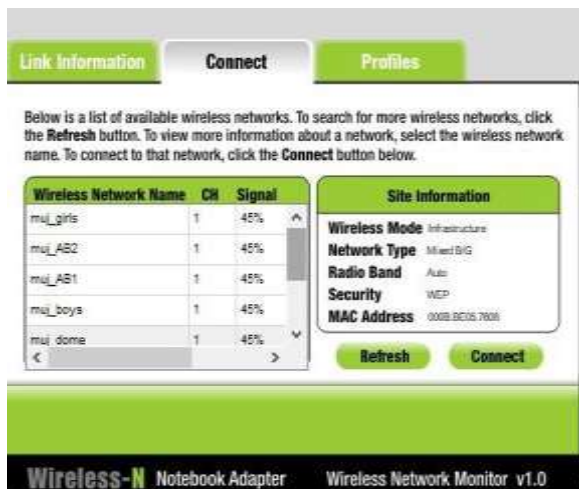 Link Information
Connect
Profiles
Below is a list of available wireless networks. To search for more wireless networks, click
the Refresh button. To view more information about a network, select the wireless network
name. To connect to that network, click the Connect button below.
Wireless Network Name CH Signal
muj_girls 1 45%
muj_AB2 1 45%
muj_AB1 1 45%
muj_boys 1 45%
muj_dome 1 45%
Site Information
Wireless Mode Infrastructure
Network Type Mixed B/G
Radio Band Auto
Security WEP
MAC Address
Refresh
Connect
Wireless-N Notebook Adapter
Wireless Network Monitor v1.0